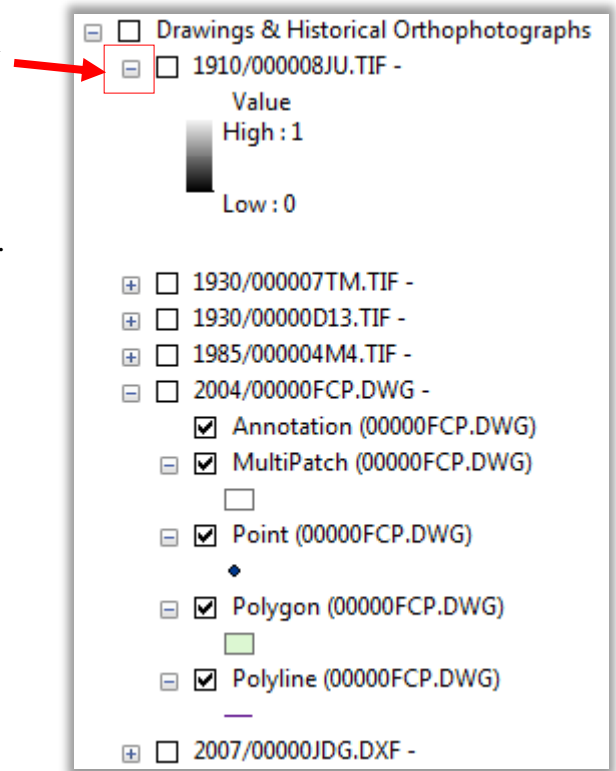 Drawings & Historical Orthophotographs
1910/000008JU.TIF -
Value
High : 1
Low : 0
.
1930/000007TM.TIF -
1930/00000D13.TIF -
1985/000004M4.TIF -
2004/00000FCP.DWG -
Annotation (00000FCP.DWG)
MultiPatch (00000FCP.DWG)
Point (00000FCP.DWG)
Polygon (00000FCP.DWG)
Polyline (00000FCP.DWG)
2007/00000JDG.DXF -